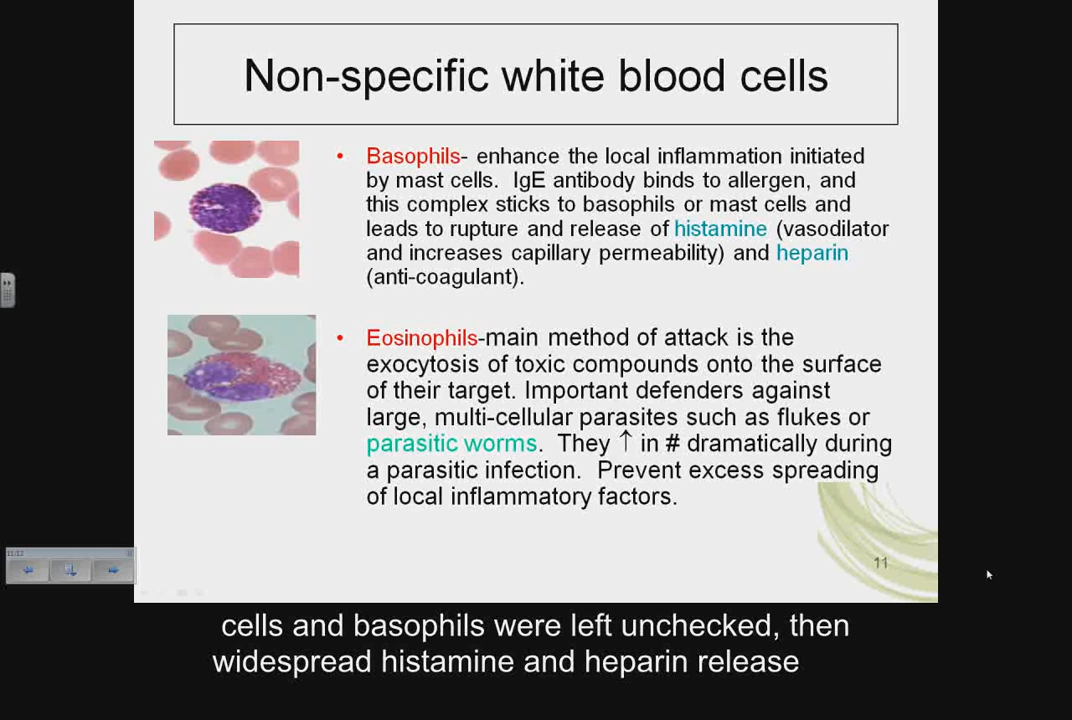 Non-specific white blood cells
• Basophils- enhance the local inflammation initiated
by mast cells. IgE antibody binds to allergen, and
this complex sticks to basophils or mast cells and
leads to rupture and release of histamine (vasodilator
and increases capillary permeability) and heparin
(anti-coagulant).
• Eosinophils-main method of attack is the
exocytosis of toxic compounds onto the surface
of their target. Important defenders against
large, multi-cellular parasites such as flukes or
parasitic worms. They ↑ in # dramatically during
a parasitic infection. Prevent excess spreading
of local inflammatory factors.
11/12
11
cells and basophils were left unchecked, then
widespread histamine and heparin release